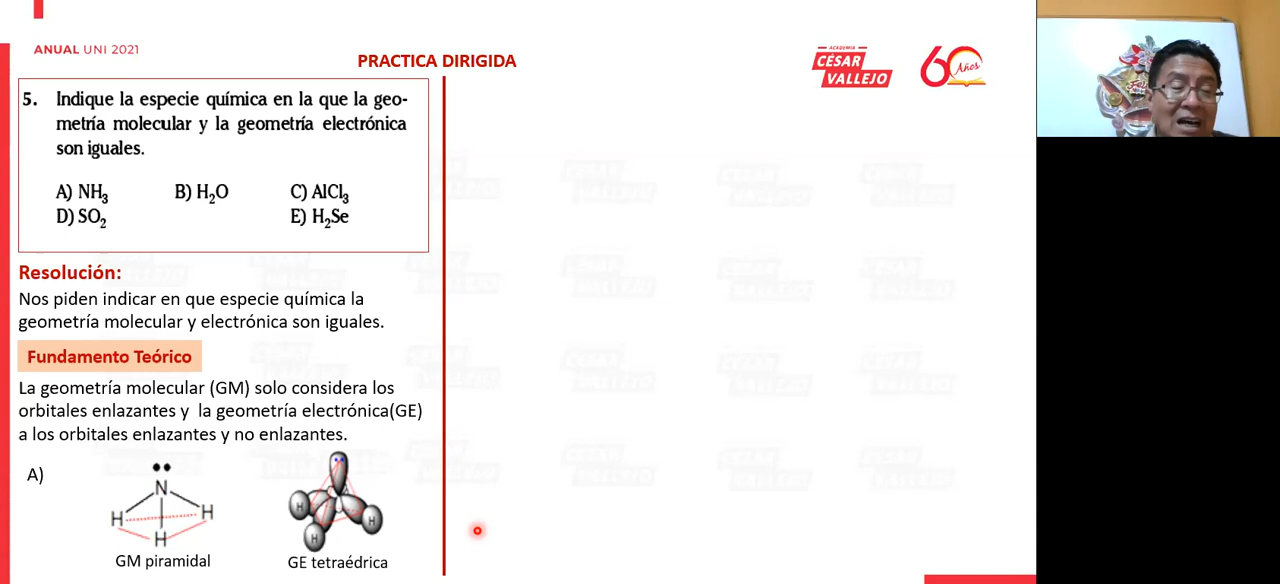 ANUAL UNI 2021
PRACTICA DIRIGIDA
ACADEMIA
CÉSAR
VALLEJO
60 Años
5. Indique la especie química en la que la geo-
metría molecular y la geometría electrónica
son iguales.
A) NH₃ B) H₂O C) AlCl₃
D) SO₂ E) H₂Se
Resolución:
Nos piden indicar en que especie química la
geometría molecular y electrónica son iguales.
Fundamento Teórico
La geometría molecular (GM) solo considera los
orbitales enlazantes y la geometría electrónica(GE)
a los orbitales enlazantes y no enlazantes.
A)
N
H H
H
H
H
H
GM piramidal GE tetraédrica